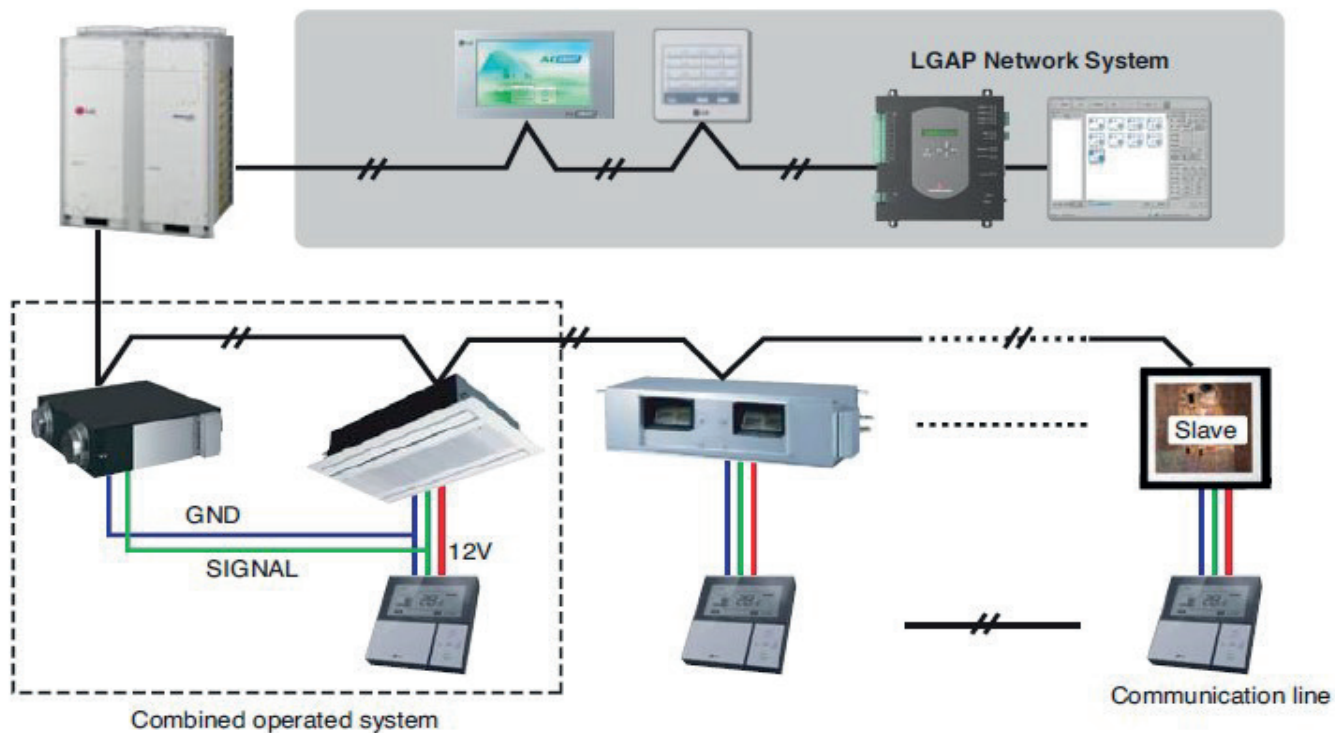 LGAP Network System
GND
12V
SIGNAL
Slave
Communication line
Combined operated system